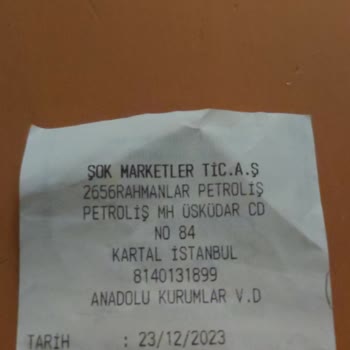 ŞOK MARKETLER TİC.A.Ş
2656RAHMANLAR PETROLİŞ
PETROLİŞ MH ÜSKÜDAR CD
NO 84
KARTAL İSTANBUL
8140131899
ANADOLU KURUMLAR V.D
TARİH : 23/12/2023